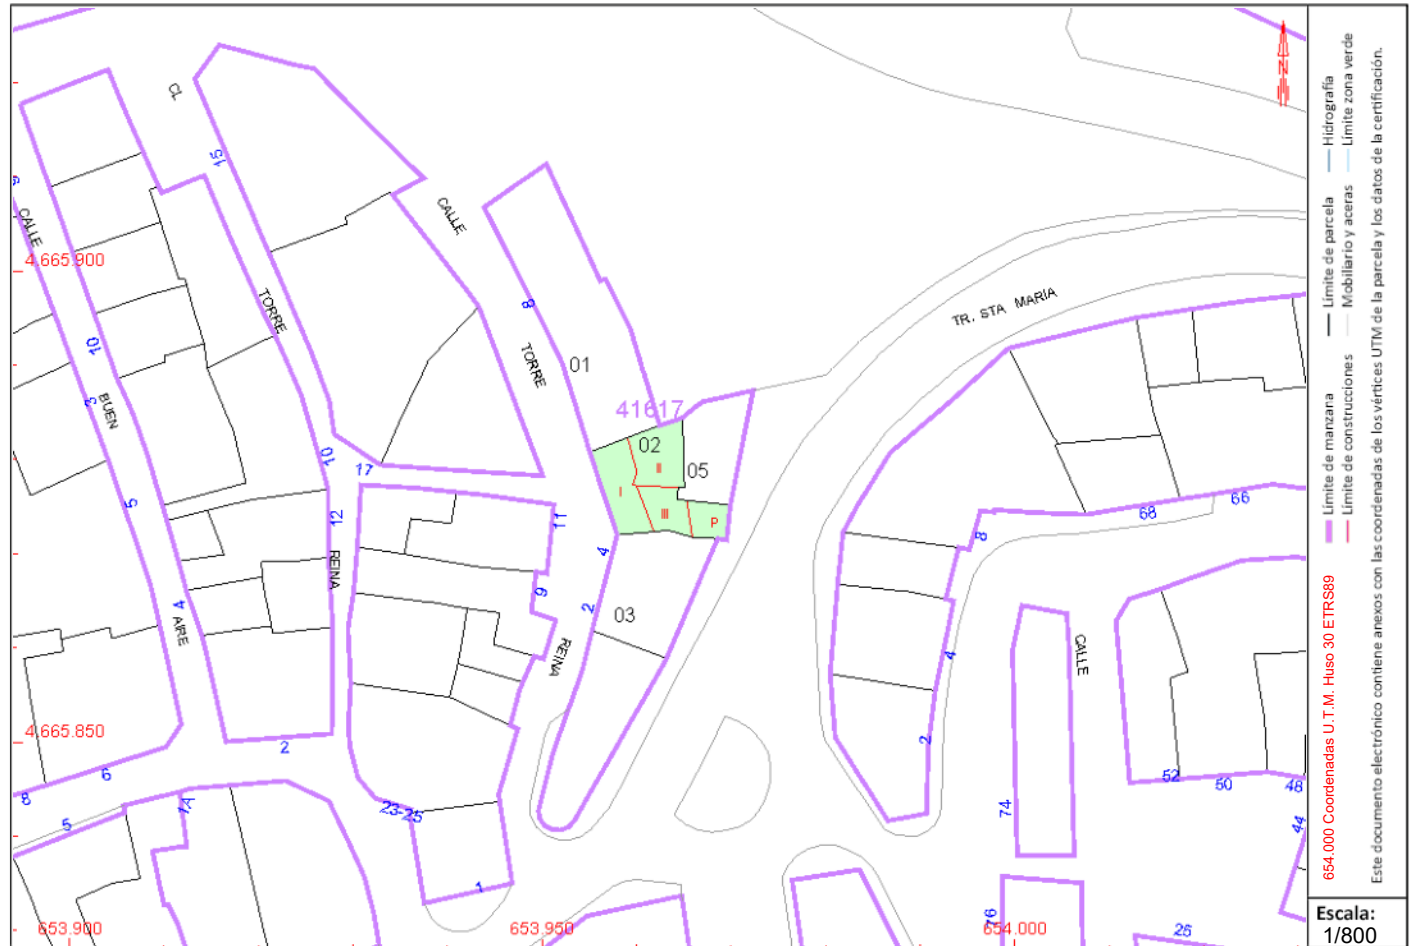 CL
15
9
CALLE
CALLE
4.665.900
TORRE
8
TR. STA MARIA
10
TORRE
01
3
BUEN
41617
02
II
05
10
17
I
5
12
11
III
P
66
68
8
4
REINA
9
2
03
4
AIRE
REINA
4
CALLE
4.665.850
2
2
6
52
50
48
8
1A
23-25
74
5
44
1
76
653.900
653.950
654.000
26
N
Límite de manzana
Límite de parcela
Hidrografía
Límite de construcciones
Mobiliario y aceras
Límite zona verde
654.000 Coordenadas U.T.M. Huso 30 ETRS89
Este documento electrónico contiene anexos con las coordenadas de los vértices UTM de la parcela y los datos de la certificación.
Escala:
1/800